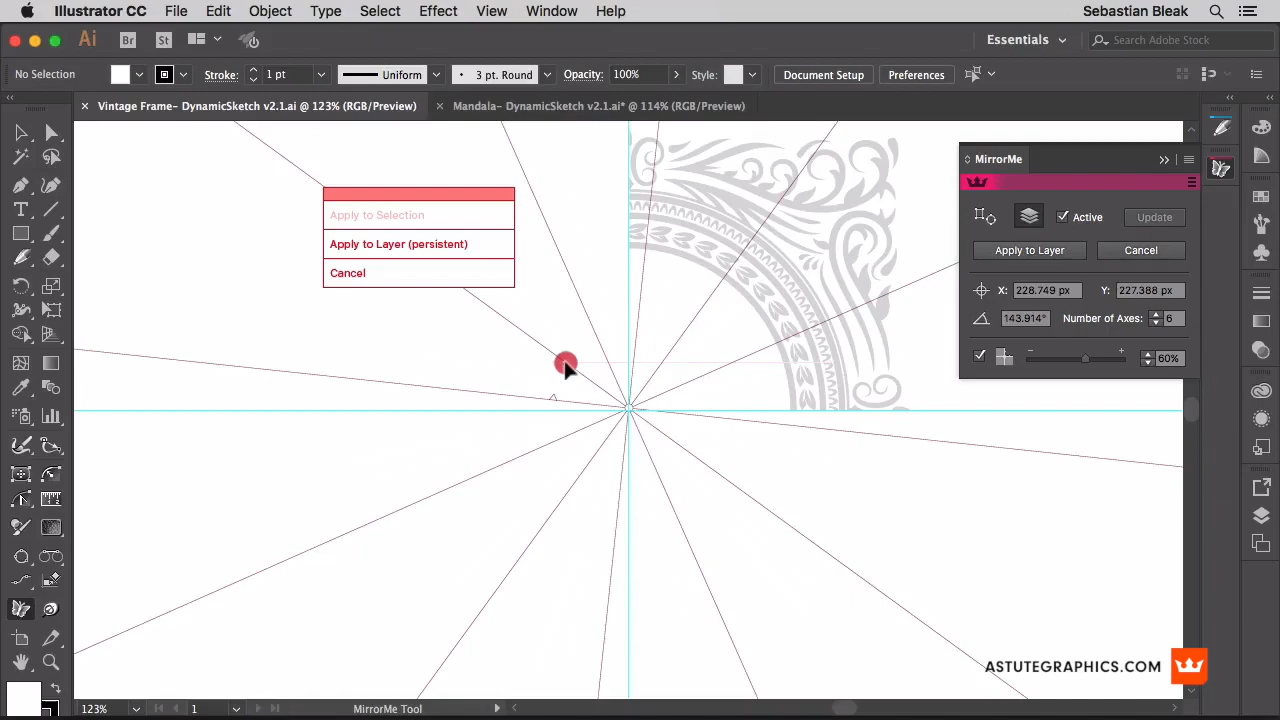 Illustrator CC File Edit Object Type Select Effect View Window Help Sebastian Bleak
Ai Br St Essentials Search Adobe Stock
No Selection Stroke: 1 pt Uniform 3 pt. Round Opacity: 100% Style: Document Setup Preferences
Vintage Frame- DynamicSketch v2.1.ai @ 123% (RGB/Preview) Mandala- DynamicSketch v2.1.ai* @ 114% (RGB/Preview)
MirrorMe
Apply to Selection
Apply to Layer (persistent)
Cancel
Active Update
Apply to Layer Cancel
X: 228.749 px Y: 227.388 px
143.914° Number of Axes: 6
60%
ASTUTEGRAPHICS.COM
123% 1 MirrorMe Tool